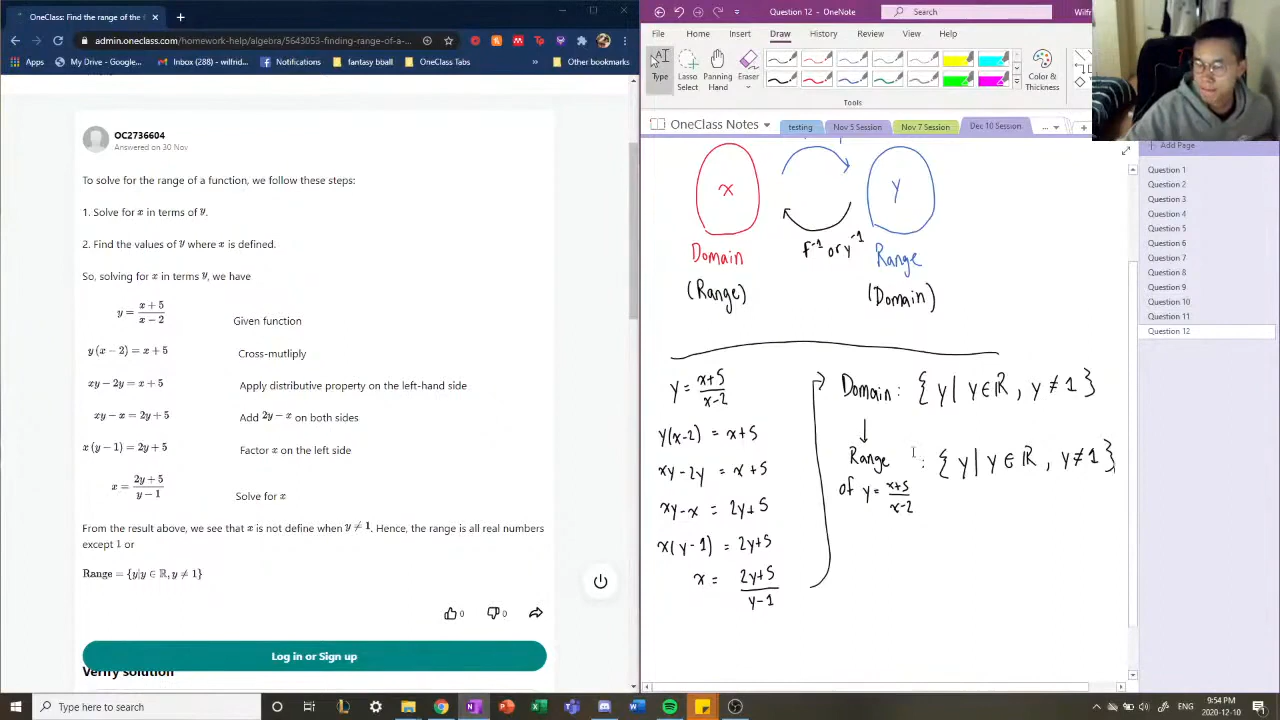 OneClass Find the range of the f
admin.oneclass.com/homework-help/algebra/5643053-finding-range-of-a-...
Apps
My Drive - Google...
Inbox (288) - wilfrid...
Notion
fantasy bball
OneClass Tabs
Other bookmarks
OC2736604
Answered on 30 Nov
To solve for the range of a function, we follow these steps:
1. Solve for x in terms of y.
2. Find the values of y where x is defined.
So, solving for x in terms y, we have
y = (x + 5)/(x − 2) Given function
y (x − 2) = x + 5 Cross-mutliply
xy − 2y = x + 5 Apply distributive property on the left-hand side
xy − x = 2y + 5 Add 2y − x on both sides
x (y − 1) = 2y + 5 Factor x on the left side
x = (2y + 5)/(y − 1) Solve for x
From the result above, we see that x is not define when y ≠ 1. Hence, the range is all real numbers
except 1 or
Range = {y|y ∈ ℝ, y ≠ 1}
0
0
Log in or Sign up
Verify solution
Question 12 - OneNote
Search
Wilfr
File
Home
Insert
Draw
History
Review
View
Help
Type
Lasso
Select
Panning
Hand
Eraser
Color &
Thickness
Tools
OneClass Notes
testing
Nov 5 Session
Nov 7 Session
Dec 10 Session
...
Add Page
Question 1
Question 2
Question 3
Question 4
Question 5
Question 6
Question 7
Question 8
Question 9
Question 10
Question 11
Question 12
x
y
f⁻¹ or y⁻¹
Domain
Range
(Range)
(Domain)
y = (x+5)/(x-2)
y(x-2) = x+5
xy-2y = x+5
xy-x = 2y+5
x(y-1) = 2y+5
x = (2y+5)/(y-1)
Domain: { y | y∈ℝ, y≠1 }
Range : { y | y∈ℝ, y≠1 }
of y = (x+5)/(x-2)
Type here to search
9:54 PM
2020-12-10